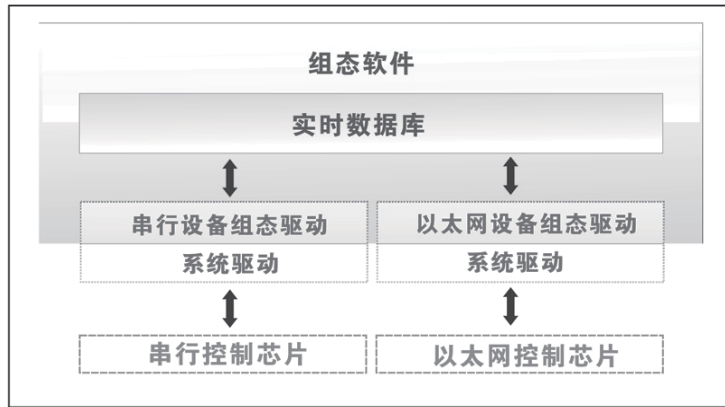 组态软件
实时数据库
串行设备组态驱动
以太网设备组态驱动
系统驱动
系统驱动
串行控制芯片
以太网控制芯片